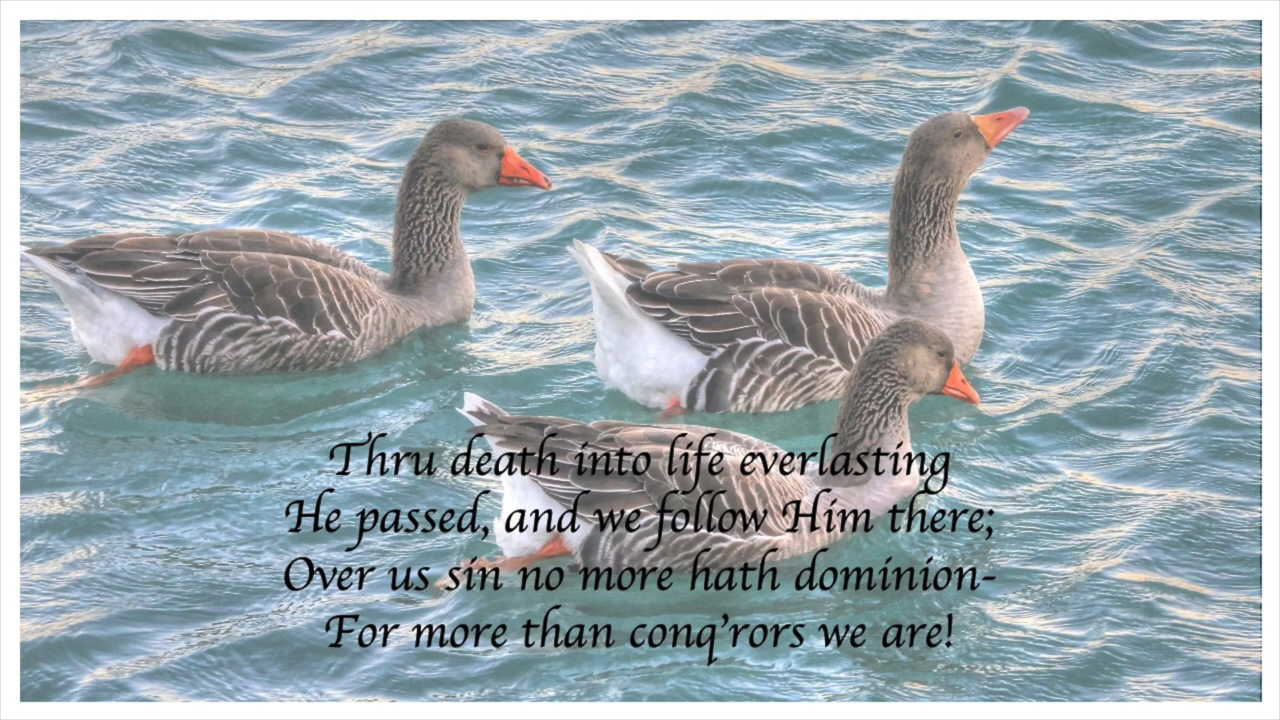 Thru death into life everlasting
He passed, and we follow Him there;
Over us sin no more hath dominion-
For more than conq'rors we are!